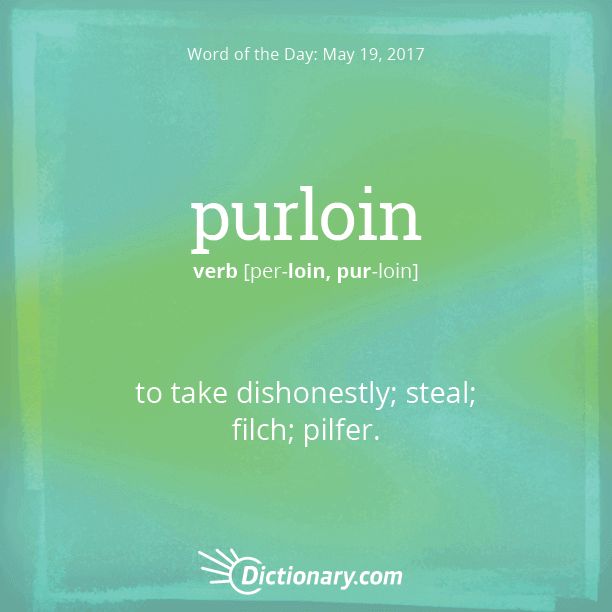 Word of the Day: May 19, 2017
purloin
verb [per-loin, pur-loin]
to take dishonestly; steal;
filch; pilfer.
Dictionary.com